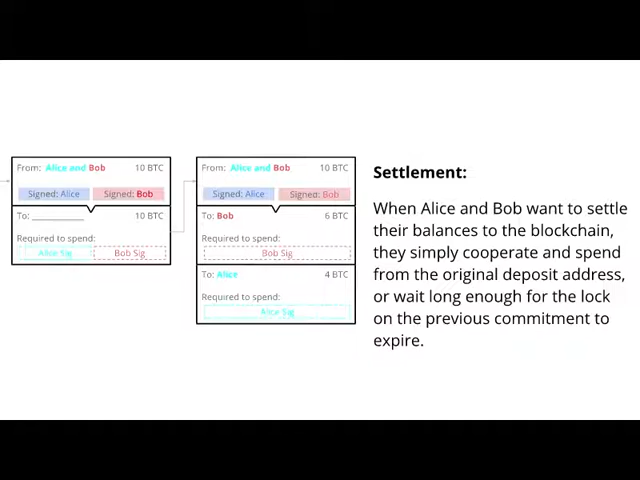 From: Alice and Bob 10 BTC
Signed: Alice Signed: Bob
To: ___________ 10 BTC
Required to spend:
Alice Sig Bob Sig
From: Alice and Bob 10 BTC
Signed: Alice Signed: Bob
To: Bob 6 BTC
Required to spend:
Bob Sig
To: Alice 4 BTC
Required to spend:
Alice Sig
Settlement:
When Alice and Bob want to settle
their balances to the blockchain,
they simply cooperate and spend
from the original deposit address,
or wait long enough for the lock
on the previous commitment to
expire.